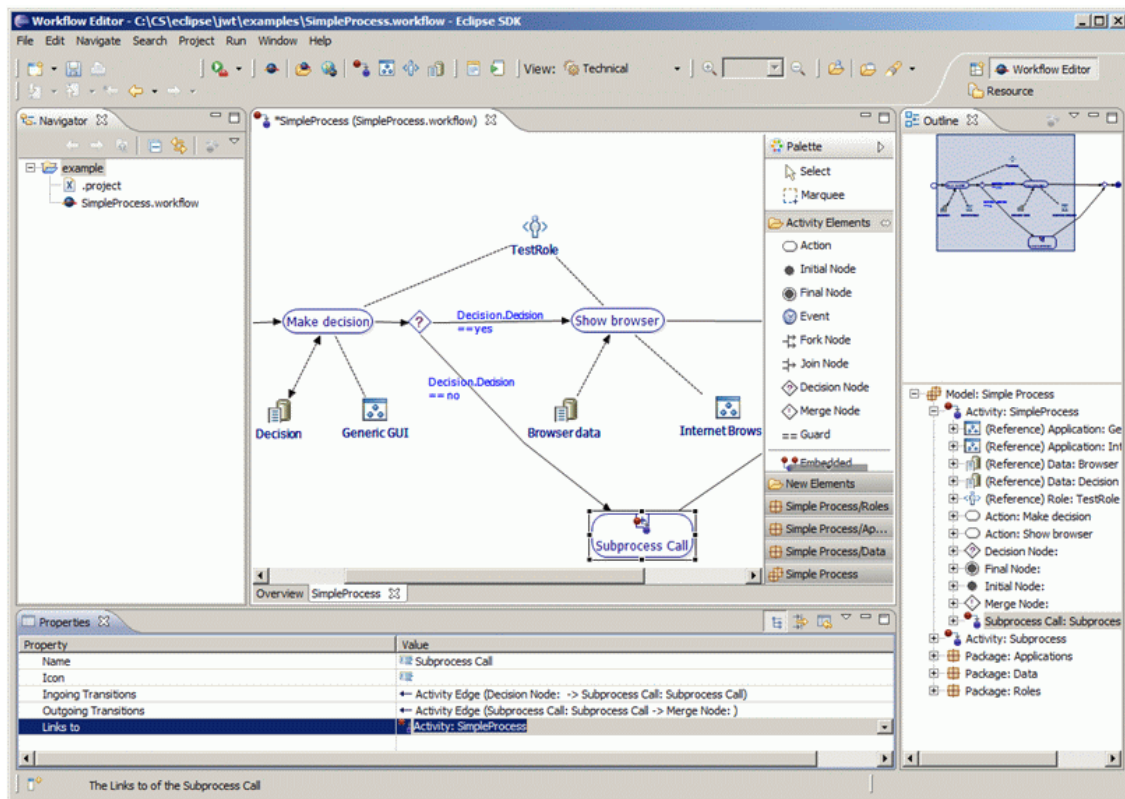 Workflow Editor - C:\CS\eclipse\jwt\examples\SimpleProcess.workflow - Eclipse SDK
File Edit Navigate Search Project Run Window Help
View: Technical
Workflow Editor
Resource
Navigator
example
.project
SimpleProcess.workflow
*SimpleProcess (SimpleProcess.workflow)
TestRole
Make decision
?
Decision.Decision
==yes
Show browser
Decision.Decision
==no
Decision
Generic GUI
Browser data
Internet Brows
Subprocess Call
Overview SimpleProcess
Palette
Select
Marquee
Activity Elements
Action
Initial Node
Final Node
Event
Fork Node
Join Node
Decision Node
Merge Node
== Guard
Embedded
New Elements
Simple Process/Roles
Simple Process/Ap...
Simple Process/Data
Simple Process
Outline
Model: Simple Process
Activity: SimpleProcess
(Reference) Application: Ge
(Reference) Application: Int
(Reference) Data: Browser
(Reference) Data: Decision
(Reference) Role: TestRole
Action: Make decision
Action: Show browser
Decision Node:
Final Node:
Initial Node:
Merge Node:
Subprocess Call: Subproces
Activity: Subprocess
Package: Applications
Package: Data
Package: Roles
Properties
Property Value
Name Subprocess Call
Icon
Ingoing Transitions Activity Edge (Decision Node: -> Subprocess Call: Subprocess Call)
Outgoing Transitions Activity Edge (Subprocess Call: Subprocess Call -> Merge Node: )
Links to Activity: SimpleProcess
The Links to of the Subprocess Call